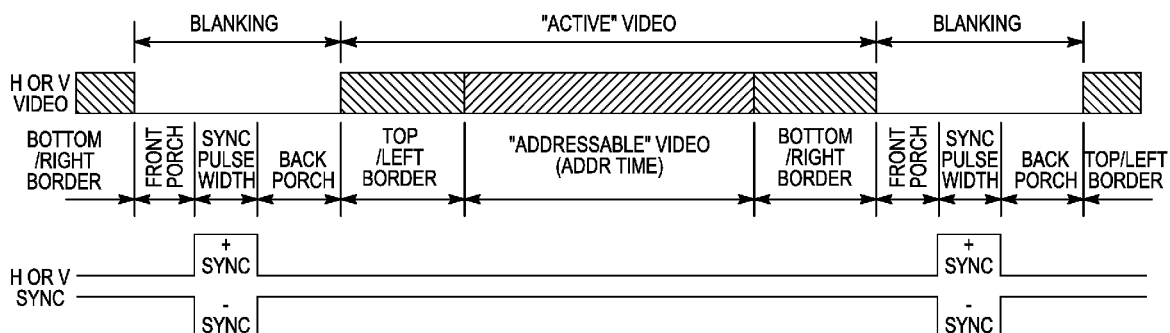 BLANKING
"ACTIVE" VIDEO
BLANKING
H OR V
VIDEO
BOTTOM
/RIGHT
BORDER
FRONT
PORCH
SYNC
PULSE
WIDTH
BACK
PORCH
TOP
/LEFT
BORDER
"ADDRESSABLE" VIDEO
(ADDR TIME)
BOTTOM
/RIGHT
BORDER
FRONT
PORCH
SYNC
PULSE
WIDTH
BACK
PORCH
TOP/LEFT
BORDER
H OR V
SYNC
+
SYNC
-
SYNC
+
SYNC
-
SYNC